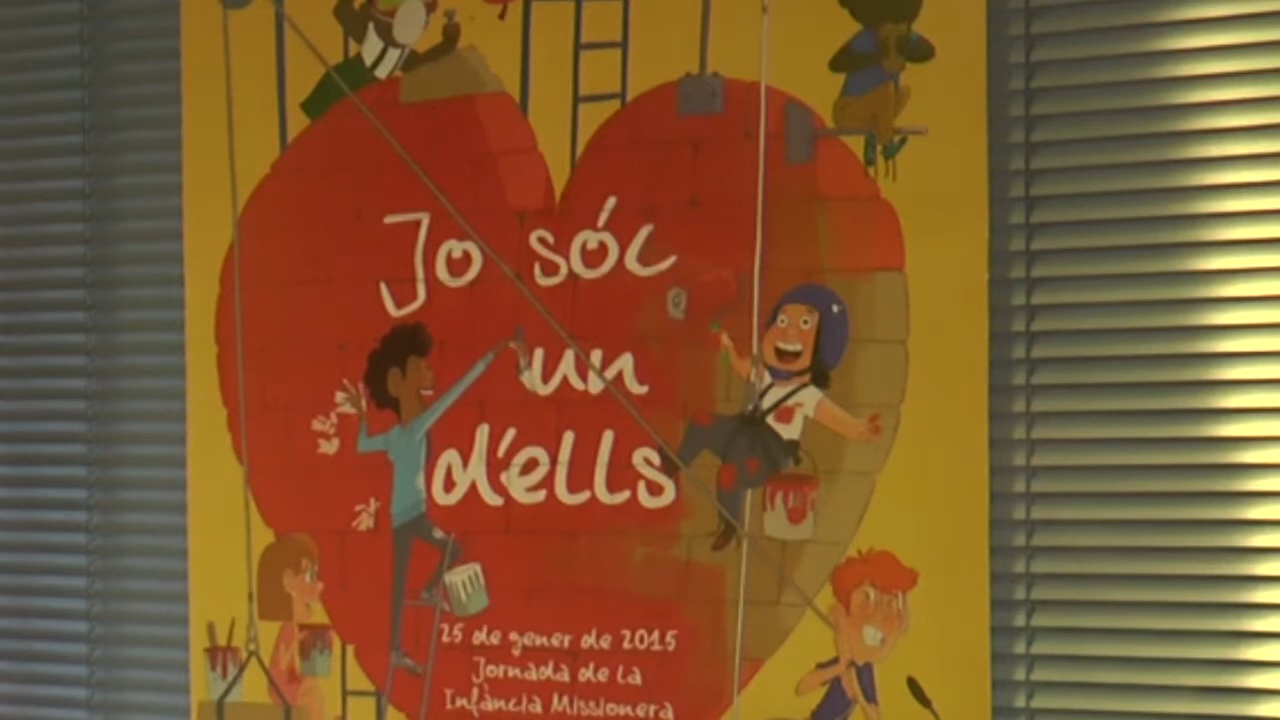 Jo sóc
un
d'ells
25 de gener de 2015
Jornada de la
Infància Missionera